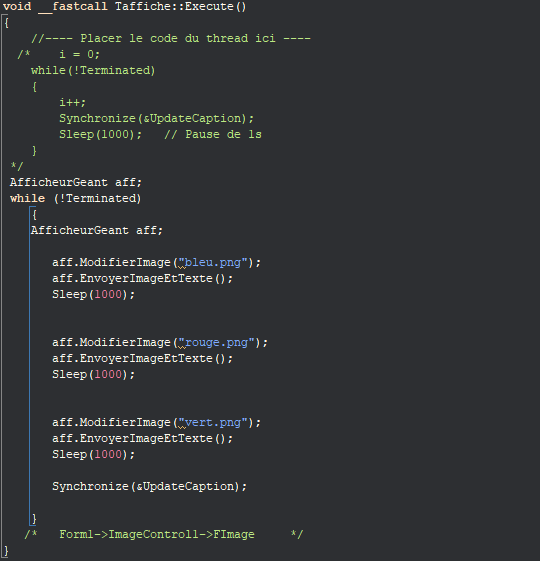 void __fastcall Taffiche::Execute()
{
//---- Placer le code du thread ici ----
/* i = 0;
while(!Terminated)
{
i++;
Synchronize(&UpdateCaption);
Sleep(1000); // Pause de 1s
}
*/
AfficheurGeant aff;
while (!Terminated)
{
AfficheurGeant aff;
aff.ModifierImage("bleu.png");
aff.EnvoyerImageEtTexte();
Sleep(1000);
aff.ModifierImage("rouge.png");
aff.EnvoyerImageEtTexte();
Sleep(1000);
aff.ModifierImage("vert.png");
aff.EnvoyerImageEtTexte();
Sleep(1000);
Synchronize(&UpdateCaption);
}
/* Form1->ImageControl1->FImage */
}